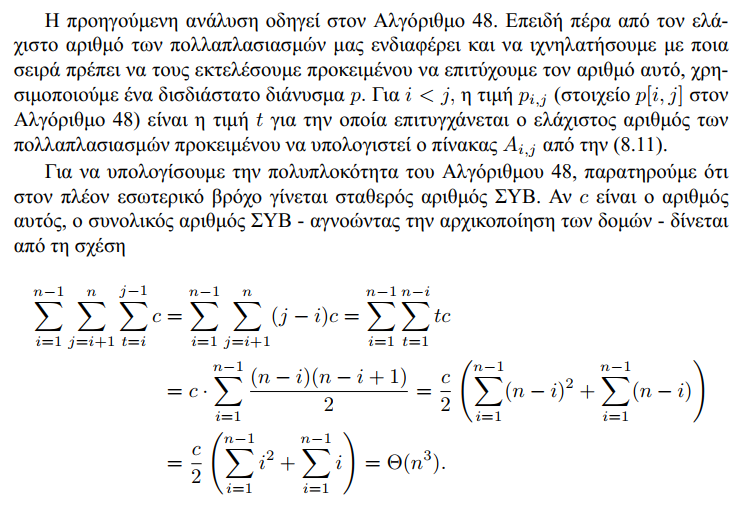 Η προηγούμενη ανάλυση οδηγεί στον Αλγόριθμο 48. Επειδή πέρα από τον ελά-
χιστο αριθμό των πολλαπλασιασμών μας ενδιαφέρει και να ιχνηλατήσουμε με ποια
σειρά πρέπει να τους εκτελέσουμε προκειμένου να επιτύχουμε τον αριθμό αυτό, χρη-
σιμοποιούμε ένα δισδιάστατο διάνυσμα p. Για i < j, η τιμή p_{i,j} (στοιχείο p[i, j] στον
Αλγόριθμο 48) είναι η τιμή t για την οποία επιτυγχάνεται ο ελάχιστος αριθμός των
πολλαπλασιασμών προκειμένου να υπολογιστεί ο πίνακας A_{i,j} από την (8.11).
Για να υπολογίσουμε την πολυπλοκότητα του Αλγόριθμου 48, παρατηρούμε ότι
στον πλέον εσωτερικό βρόχο γίνεται σταθερός αριθμός ΣΥΒ. Αν c είναι ο αριθμός
αυτός, ο συνολικός αριθμός ΣΥΒ - αγνοώντας την αρχικοποίηση των δομών - δίνεται
από τη σχέση
\sum_{i=1}^{n-1} \sum_{j=i+1}^{n} \sum_{t=i}^{j-1} c = \sum_{i=1}^{n-1} \sum_{j=i+1}^{n} (j - i)c = \sum_{i=1}^{n-1} \sum_{t=1}^{n-i} tc
= c \cdot \sum_{i=1}^{n-1} \frac{(n - i)(n - i + 1)}{2} = \frac{c}{2} \left( \sum_{i=1}^{n-1} (n - i)^2 + \sum_{i=1}^{n-1} (n - i) \right)
= \frac{c}{2} \left( \sum_{i=1}^{n-1} i^2 + \sum_{i=1}^{n-1} i \right) = \Theta(n^3).